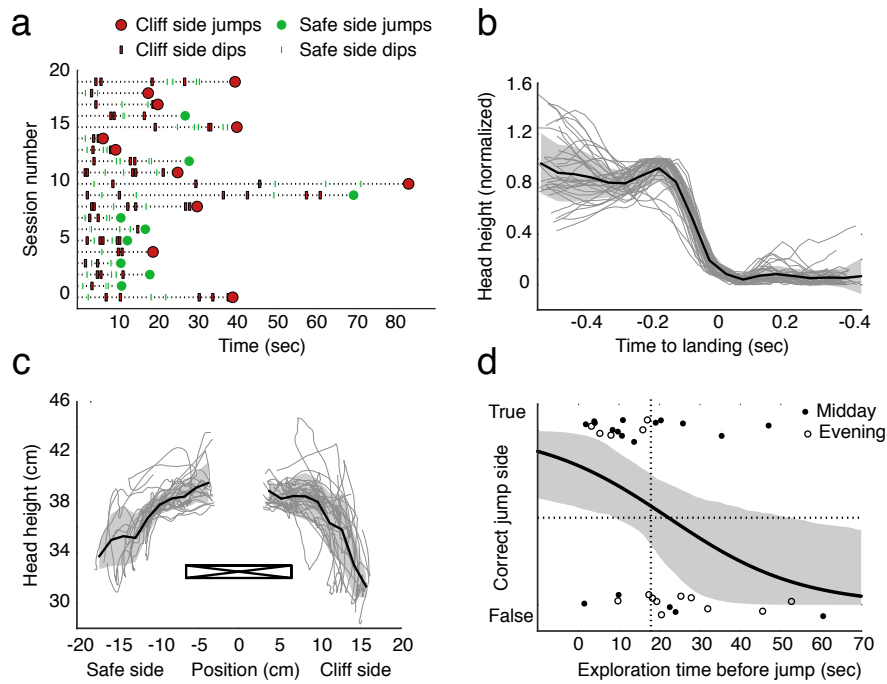 a
Cliff side jumps
Safe side jumps
Cliff side dips
Safe side dips
20
15
10
5
0
Session number
10 20 30 40 50 60 70 80
Time (sec)
b
1.6
1.2
0.8
0.4
0
Head height (normalized)
-0.4 -0.2 0 0.2 -0.4
Time to landing (sec)
c
46
42
38
34
30
Head height (cm)
−20 −15 −10 −5 0 5 10 15 20
Safe side Position (cm) Cliff side
d
True
Midday
Evening
Correct jump side
False
0 10 20 30 40 50 60 70
Exploration time before jump (sec)